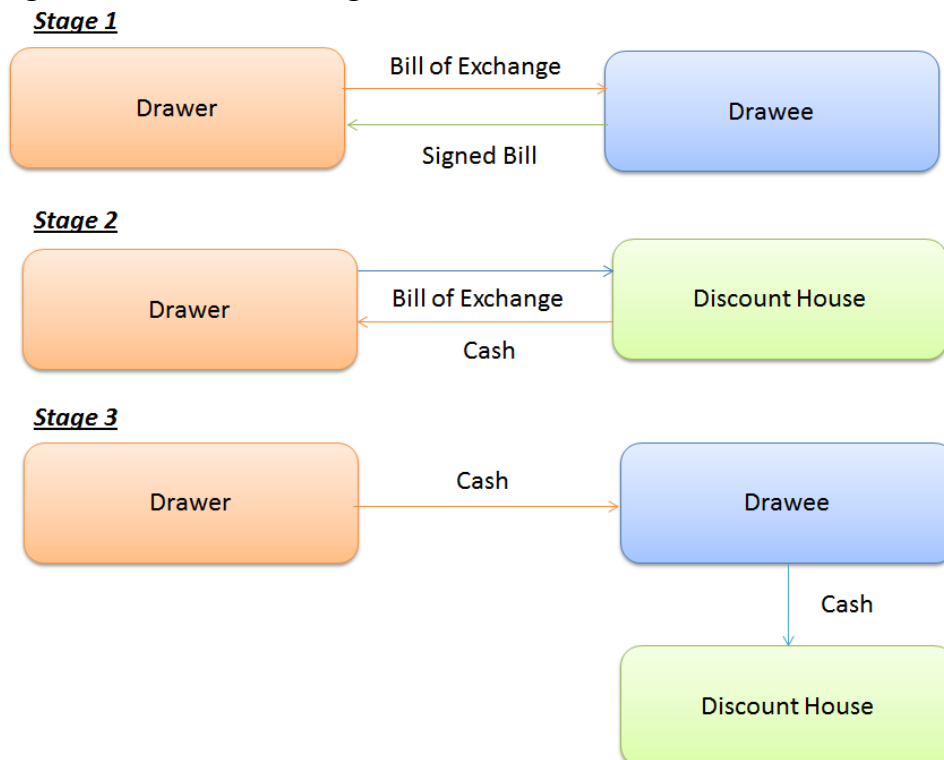 Stage 1
Bill of Exchange
Drawer
Drawee
Signed Bill
Stage 2
Drawer
Bill of Exchange
Discount House
Cash
Stage 3
Drawer
Cash
Drawee
Cash
Discount House